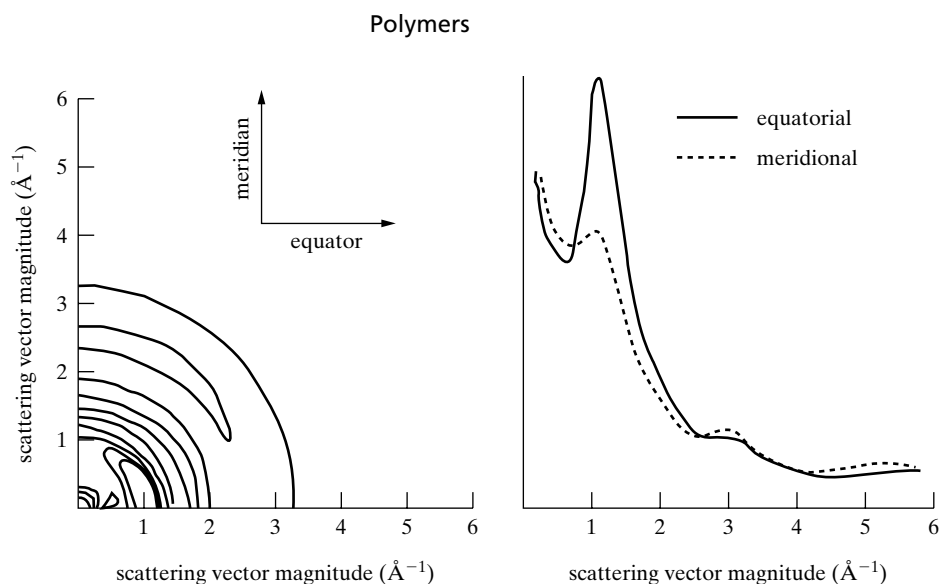 Polymers
6
5
4
3
2
1
scattering vector magnitude (Å⁻¹)
meridian
equator
1 2 3 4 5 6
scattering vector magnitude (Å⁻¹)
equatorial
meridional
0 1 2 3 4 5 6
scattering vector magnitude (Å⁻¹)